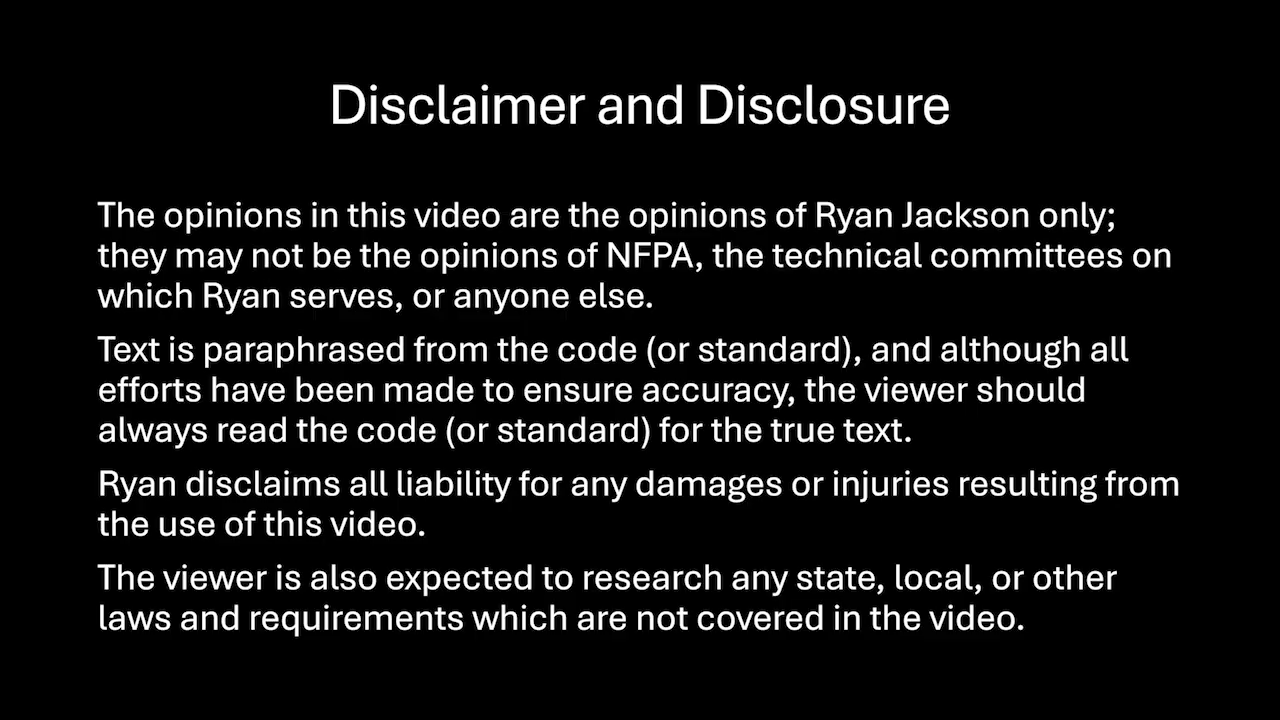 Disclaimer and Disclosure
The opinions in this video are the opinions of Ryan Jackson only;
they may not be the opinions of NFPA, the technical committees on
which Ryan serves, or anyone else.
Text is paraphrased from the code (or standard), and although all
efforts have been made to ensure accuracy, the viewer should
always read the code (or standard) for the true text.
Ryan disclaims all liability for any damages or injuries resulting from
the use of this video.
The viewer is also expected to research any state, local, or other
laws and requirements which are not covered in the video.